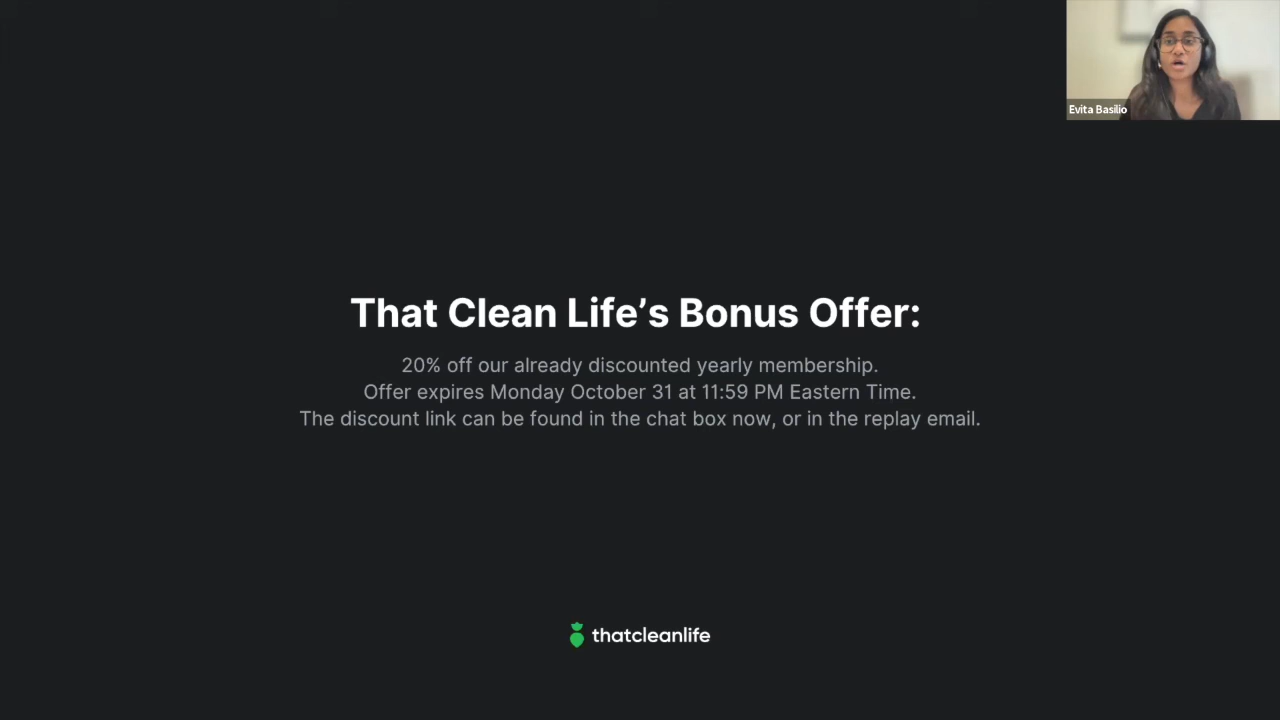 Evita Basilio
That Clean Life’s Bonus Offer:
20% off our already discounted yearly membership.
Offer expires Monday October 31 at 11:59 PM Eastern Time.
The discount link can be found in the chat box now, or in the replay email.
thatcleanlife